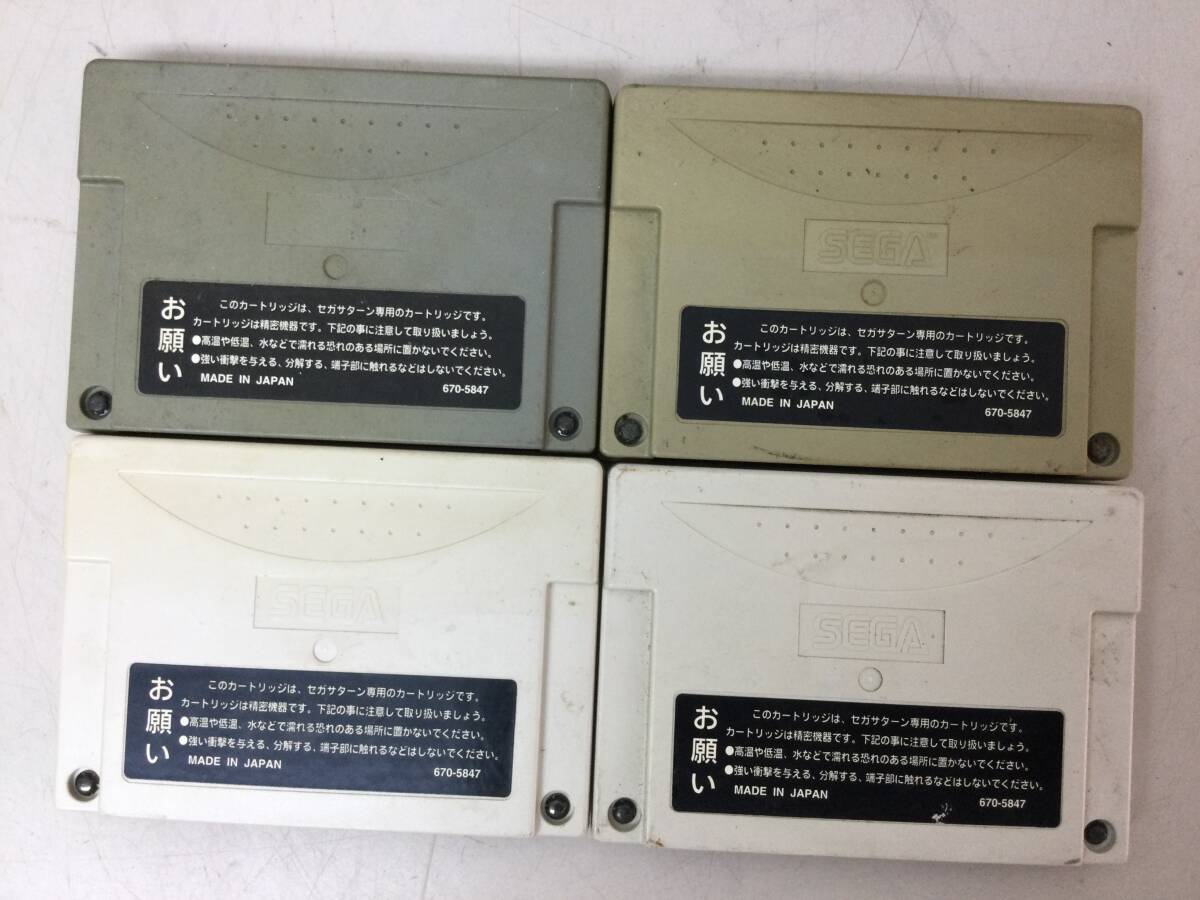 お願い
このカートリッジは、セガサターン専用のカートリッジです。
カートリッジは精密機器です。下記の事に注意して取り扱いましょう。
●高温や低温、水などで濡れる恐れのある場所に置かないでください。
●強い衝撃を与える、分解する、端子部に触れるなどはしないでください。
MADE IN JAPAN
670-5847
SEGA™
お願い
このカートリッジは、セガサターン専用のカートリッジです。
カートリッジは精密機器です。下記の事に注意して取り扱いましょう。
●高温や低温、水などで濡れる恐れのある場所に置かないでください。
●強い衝撃を与える、分解する、端子部に触れるなどはしないでください。
MADE IN JAPAN
670-5847
SEGA
お願い
このカートリッジは、セガサターン専用のカートリッジです。
カートリッジは精密機器です。下記の事に注意して取り扱いましょう。
●高温や低温、水などで濡れる恐れのある場所に置かないでください。
●強い衝撃を与える、分解する、端子部に触れるなどはしないでください。
MADE IN JAPAN
670-5847
SEGA
お願い
このカートリッジは、セガサターン専用のカートリッジです。
カートリッジは精密機器です。下記の事に注意して取り扱いましょう。
●高温や低温、水などで濡れる恐れのある場所に置かないでください。
●強い衝撃を与える、分解する、端子部に触れるなどはしないでください。
MADE IN JAPAN
670-5847